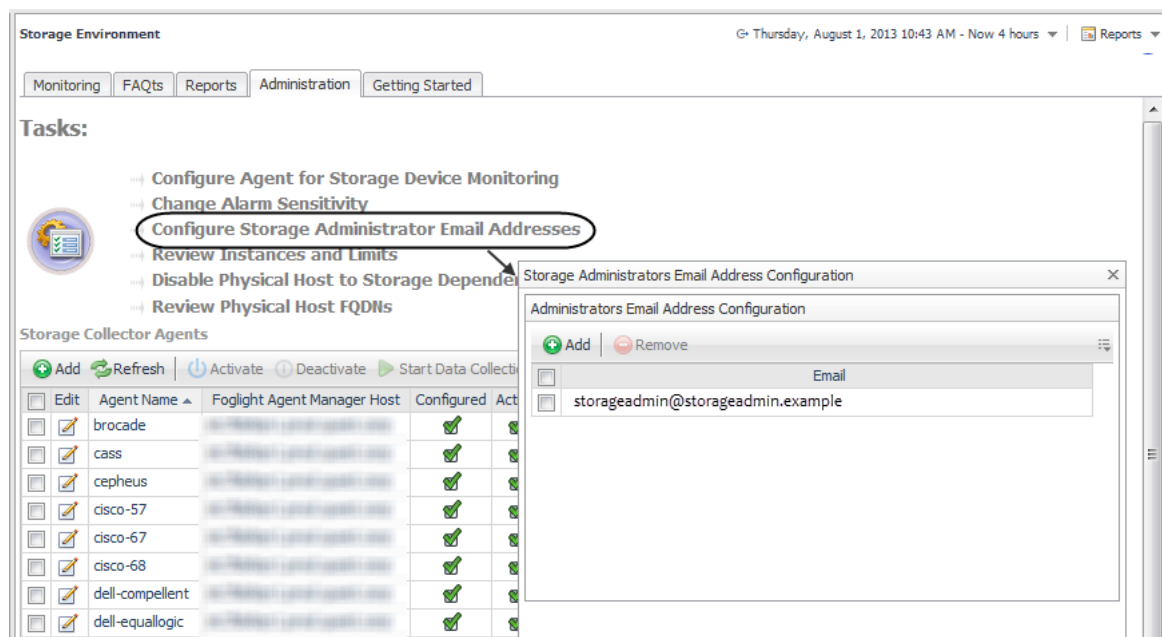 Storage Environment
Thursday, August 1, 2013 10:43 AM - Now 4 hours
Reports
Monitoring
FAQts
Reports
Administration
Getting Started
Tasks:
Configure Agent for Storage Device Monitoring
Change Alarm Sensitivity
Configure Storage Administrator Email Addresses
Review Instances and Limits
Disable Physical Host to Storage
Review Physical Host FQDNs
Storage Administrators Email Address Configuration
Administrators Email Address Configuration
Add
Remove
Email
storageadmin@storageadmin.example
Storage Collector Agents
Add
Refresh
Activate
Deactivate
Start Data
Edit
Agent Name
Foglight Agent Manager Host
Configured
brocade
cass
cepheus
cisco-57
cisco-67
cisco-68
dell-compellent
dell-equallogic